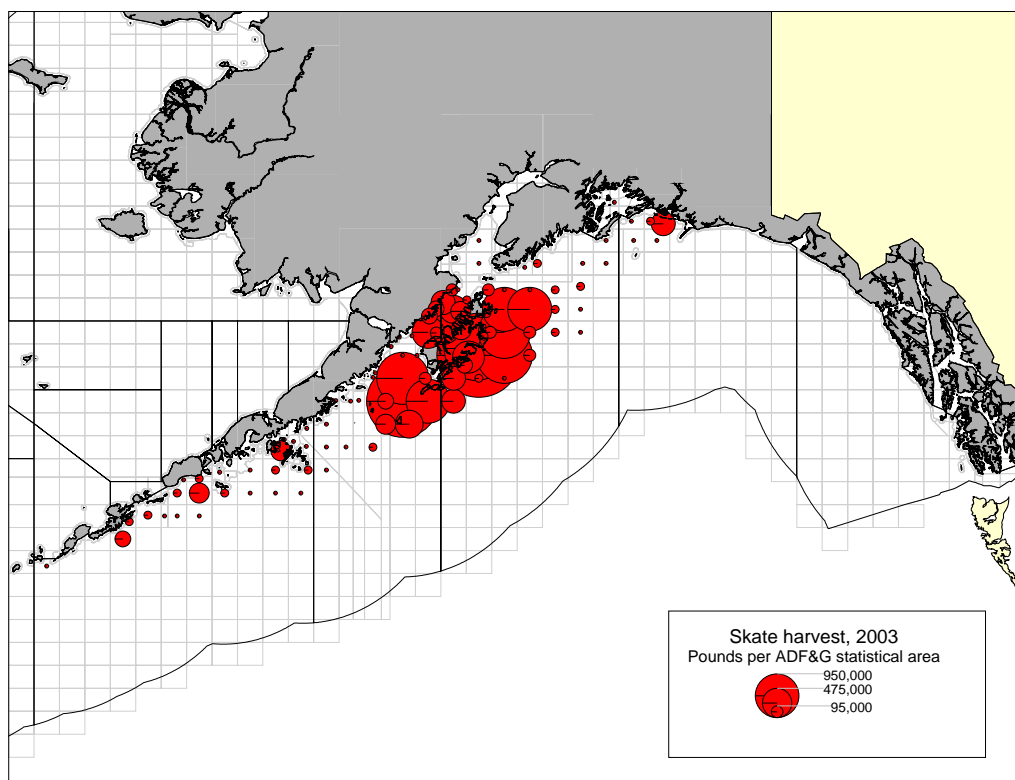 Skate harvest, 2003
Pounds per ADF&G statistical area
950,000
475,000
95,000